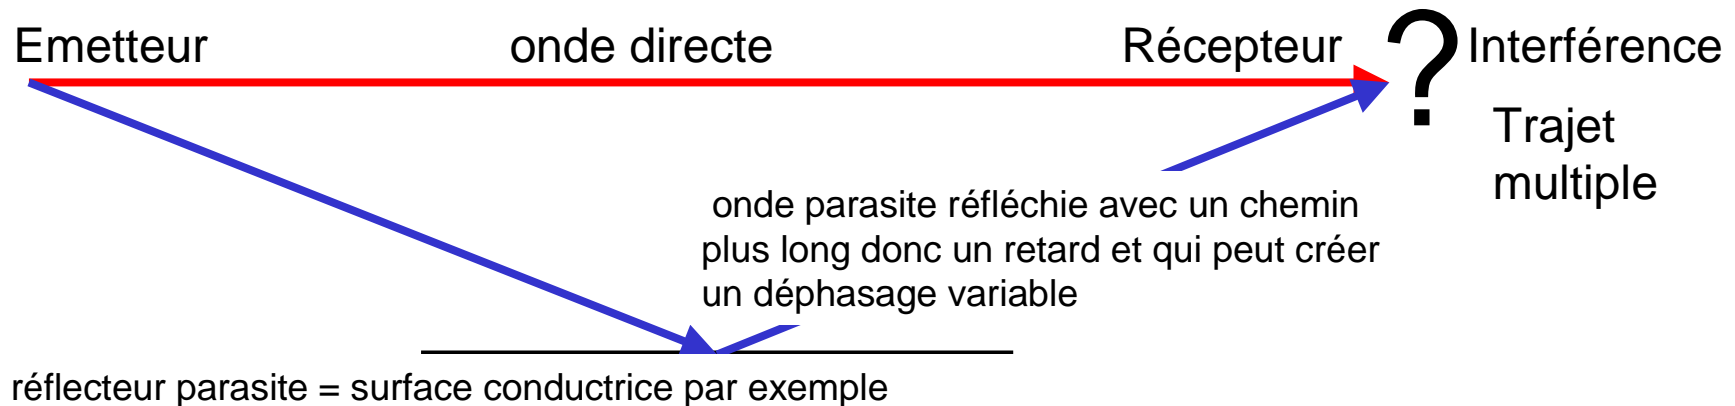 Emetteur onde directe Récepteur ? Interférence
Trajet
multiple
onde parasite réfléchie avec un chemin
plus long donc un retard et qui peut créer
un déphasage variable
réflecteur parasite = surface conductrice par exemple